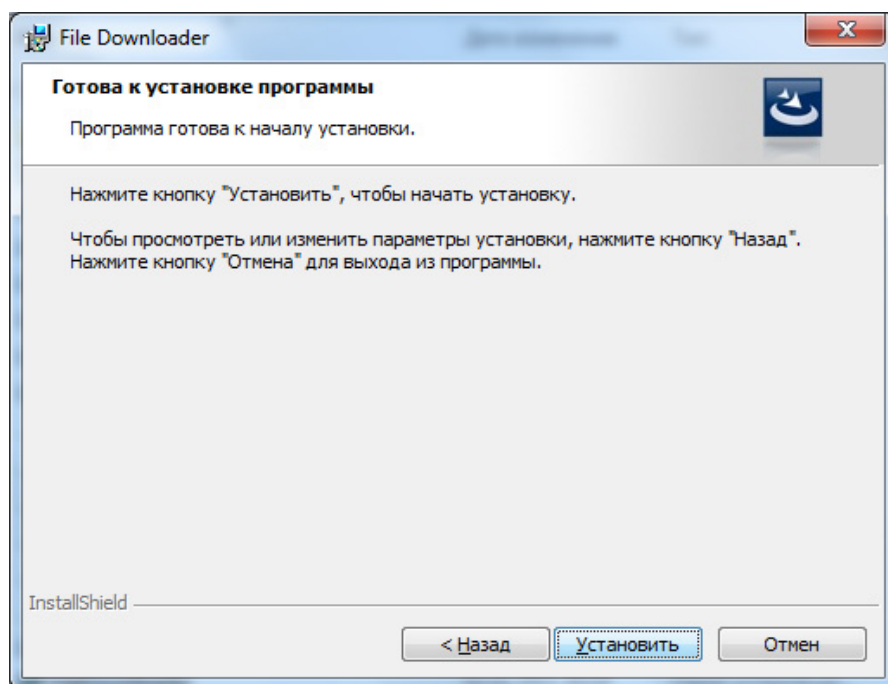 File Downloader
Готова к установке программы
Программа готова к началу установки.
Нажмите кнопку "Установить", чтобы начать установку.
Чтобы просмотреть или изменить параметры установки, нажмите кнопку "Назад".
Нажмите кнопку "Отмена" для выхода из программы.
InstallShield
< Назад Установить Отмен